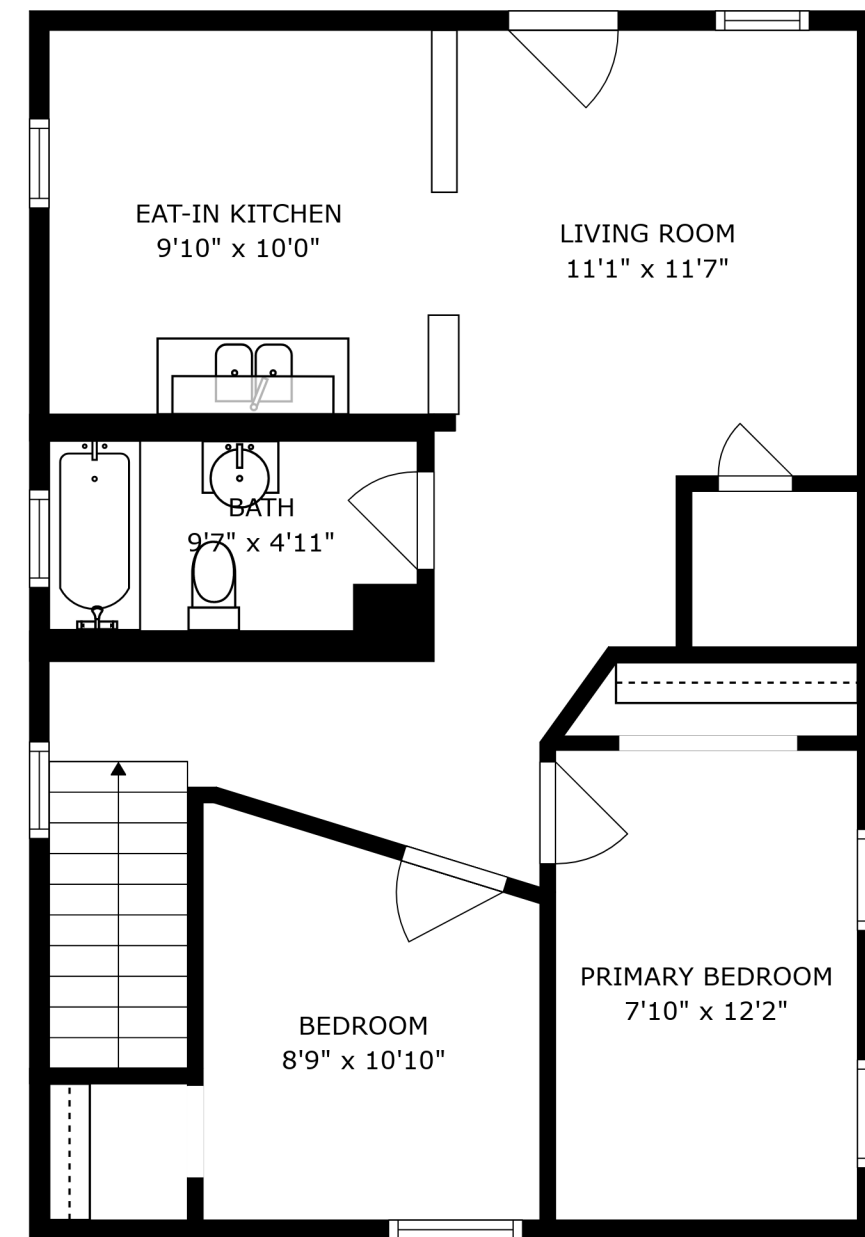 EAT-IN KITCHEN
9'10" x 10'0"
LIVING ROOM
11'1" x 11'7"
BATH
9'7" x 4'11"
PRIMARY BEDROOM
7'10" x 12'2"
BEDROOM
8'9" x 10'10"